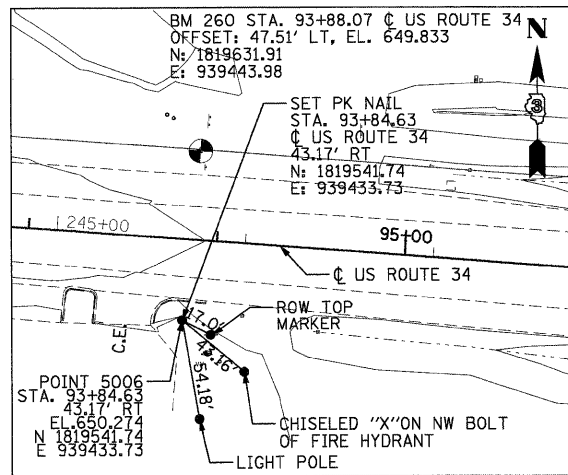 BM 260 STA. 93+88.07 ℄ US ROUTE 34
OFFSET: 47.51' LT, EL. 649.833
N: 1819631.91
E: 939443.98
N
3
SET PK NAIL
STA. 93+84.63
℄ US ROUTE 34
43.17' RT
N: 1819541.74
E: 939433.73
245+00
95+00
℄ US ROUTE 34
ROW TOP
MARKER
17.0
43.16'
54.18'
C.E.
POINT 5006
STA. 93+84.63
43.17' RT
EL.650.274
N 1819541.74
E 939433.73
CHISELED "X"ON NW BOLT
OF FIRE HYDRANT
LIGHT POLE